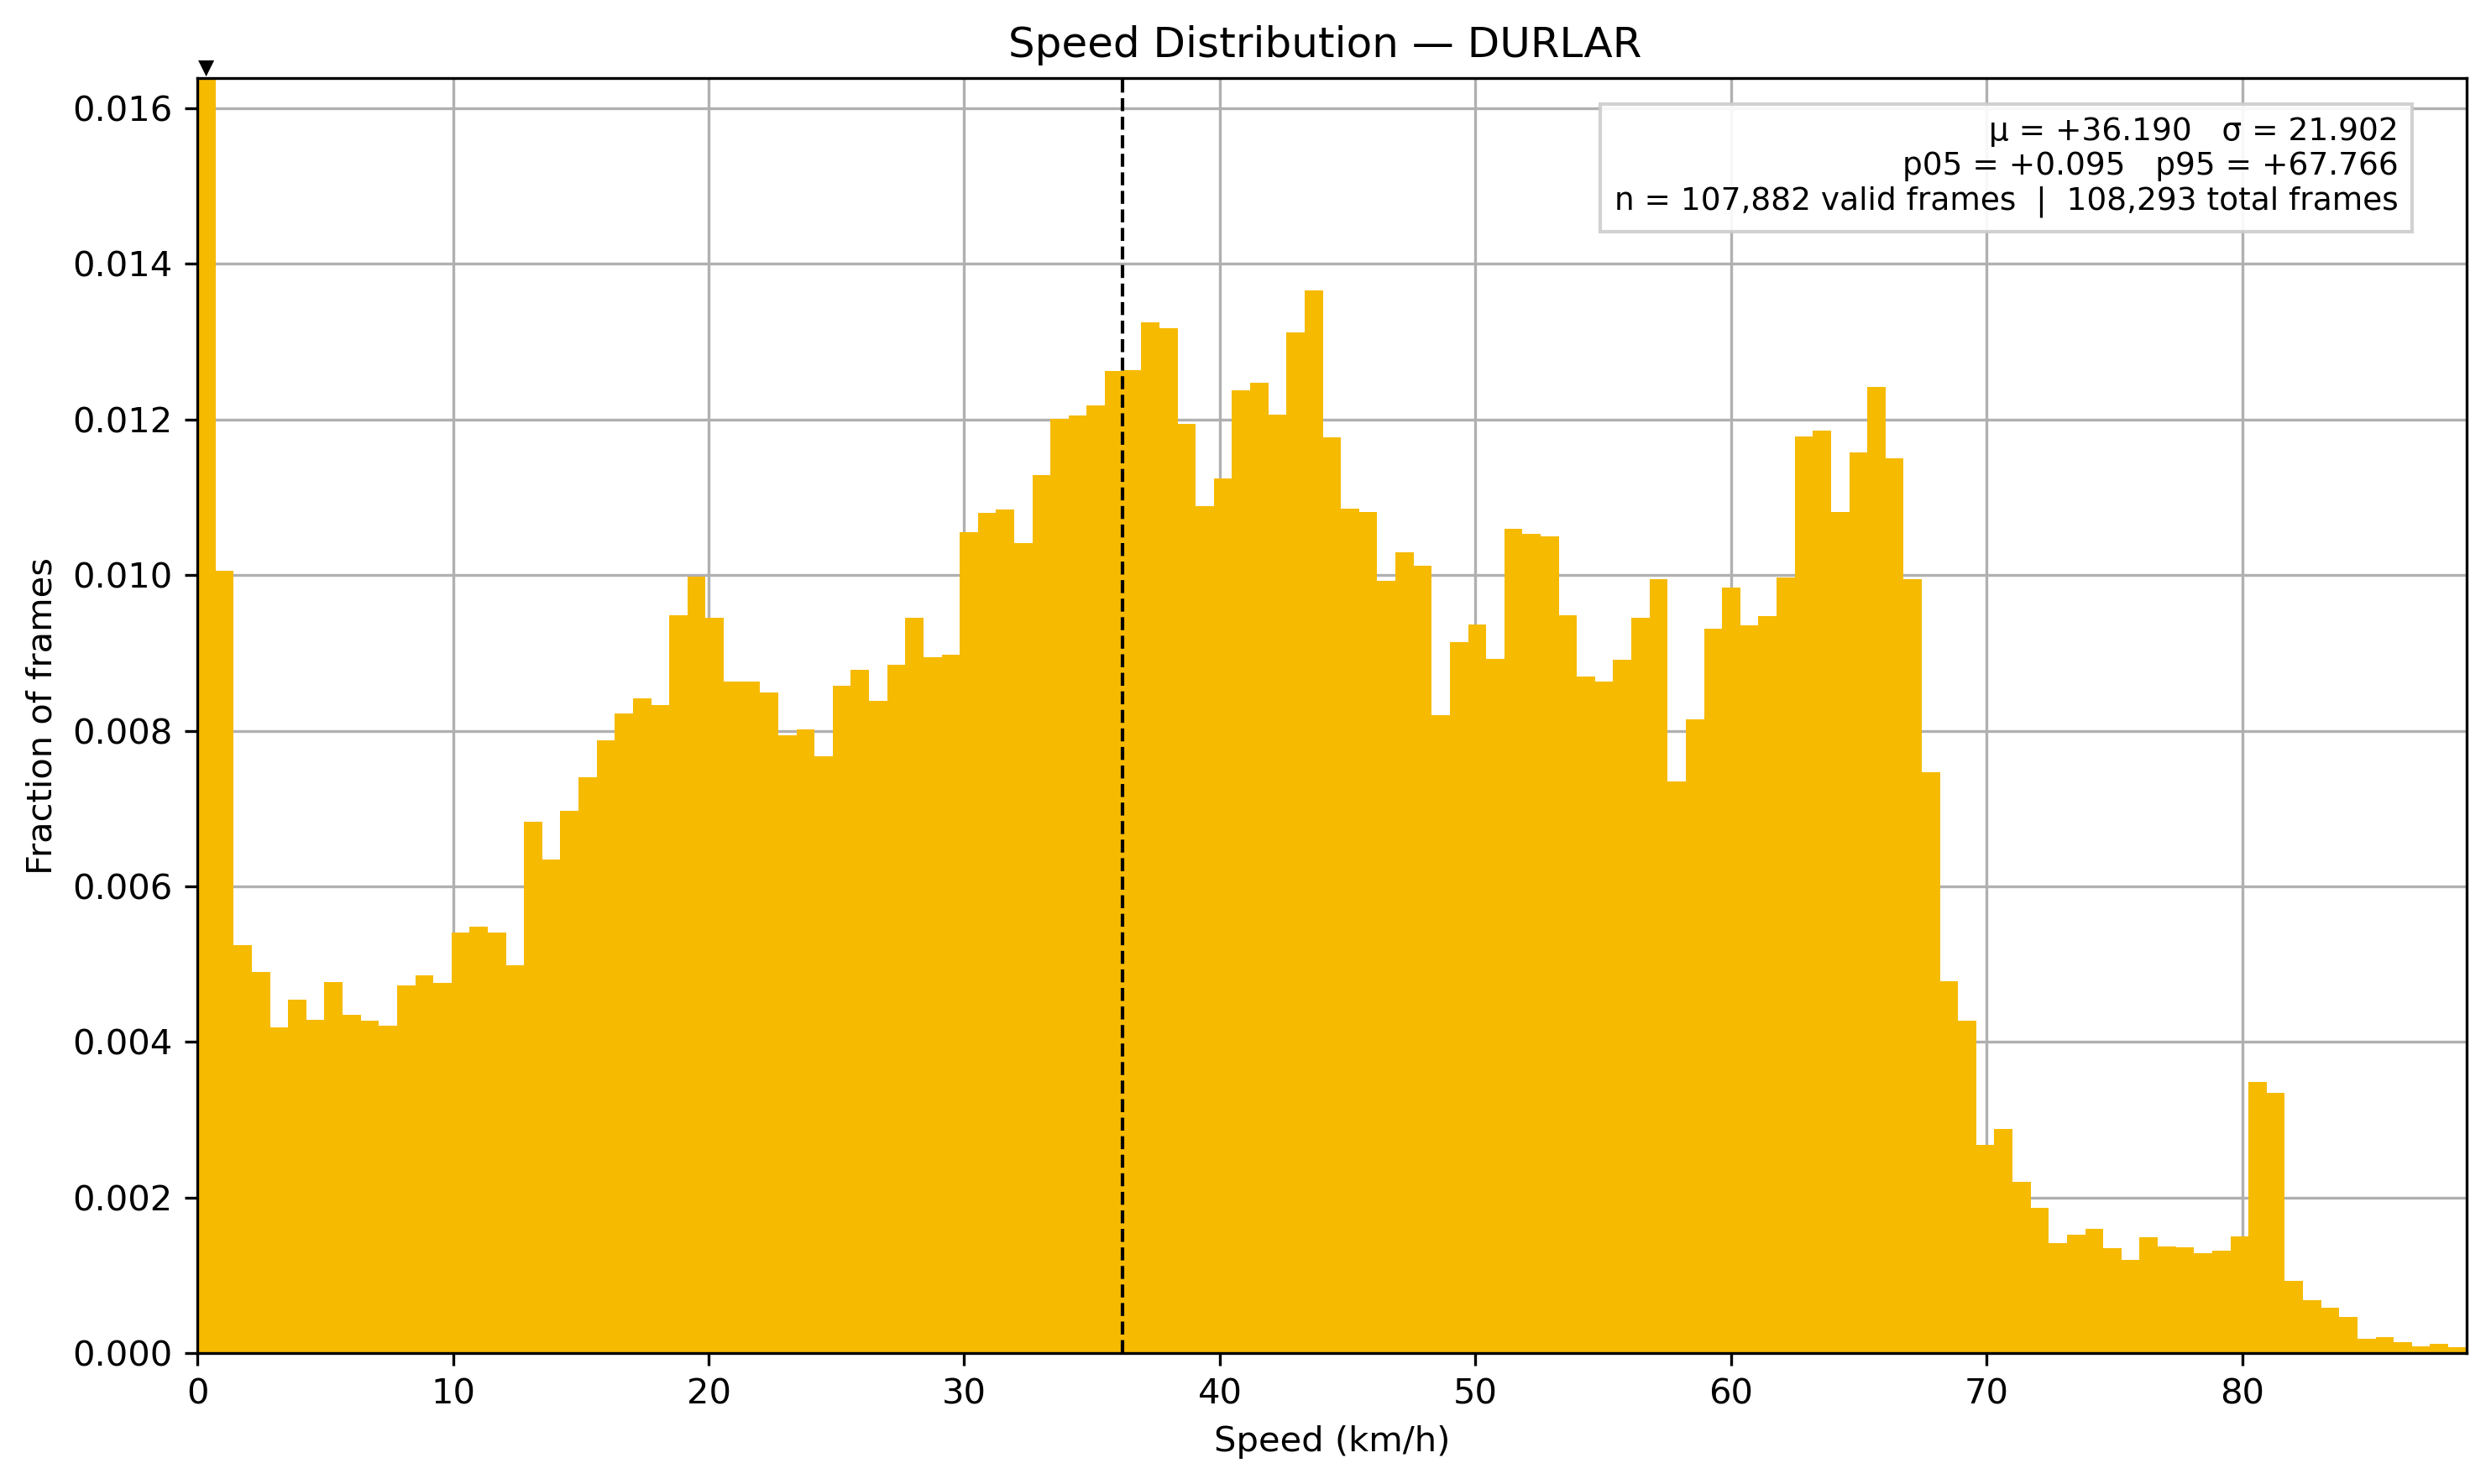 Speed Distribution — DURLAR
μ = +36.190   σ = 21.902
p05 = +0.095   p95 = +67.766
n = 107,882 valid frames  |  108,293 total frames
Fraction of frames
0.016
0.014
0.012
0.010
0.008
0.006
0.004
0.002
0.000
0 10 20 30 40 50 60 70 80
Speed (km/h)